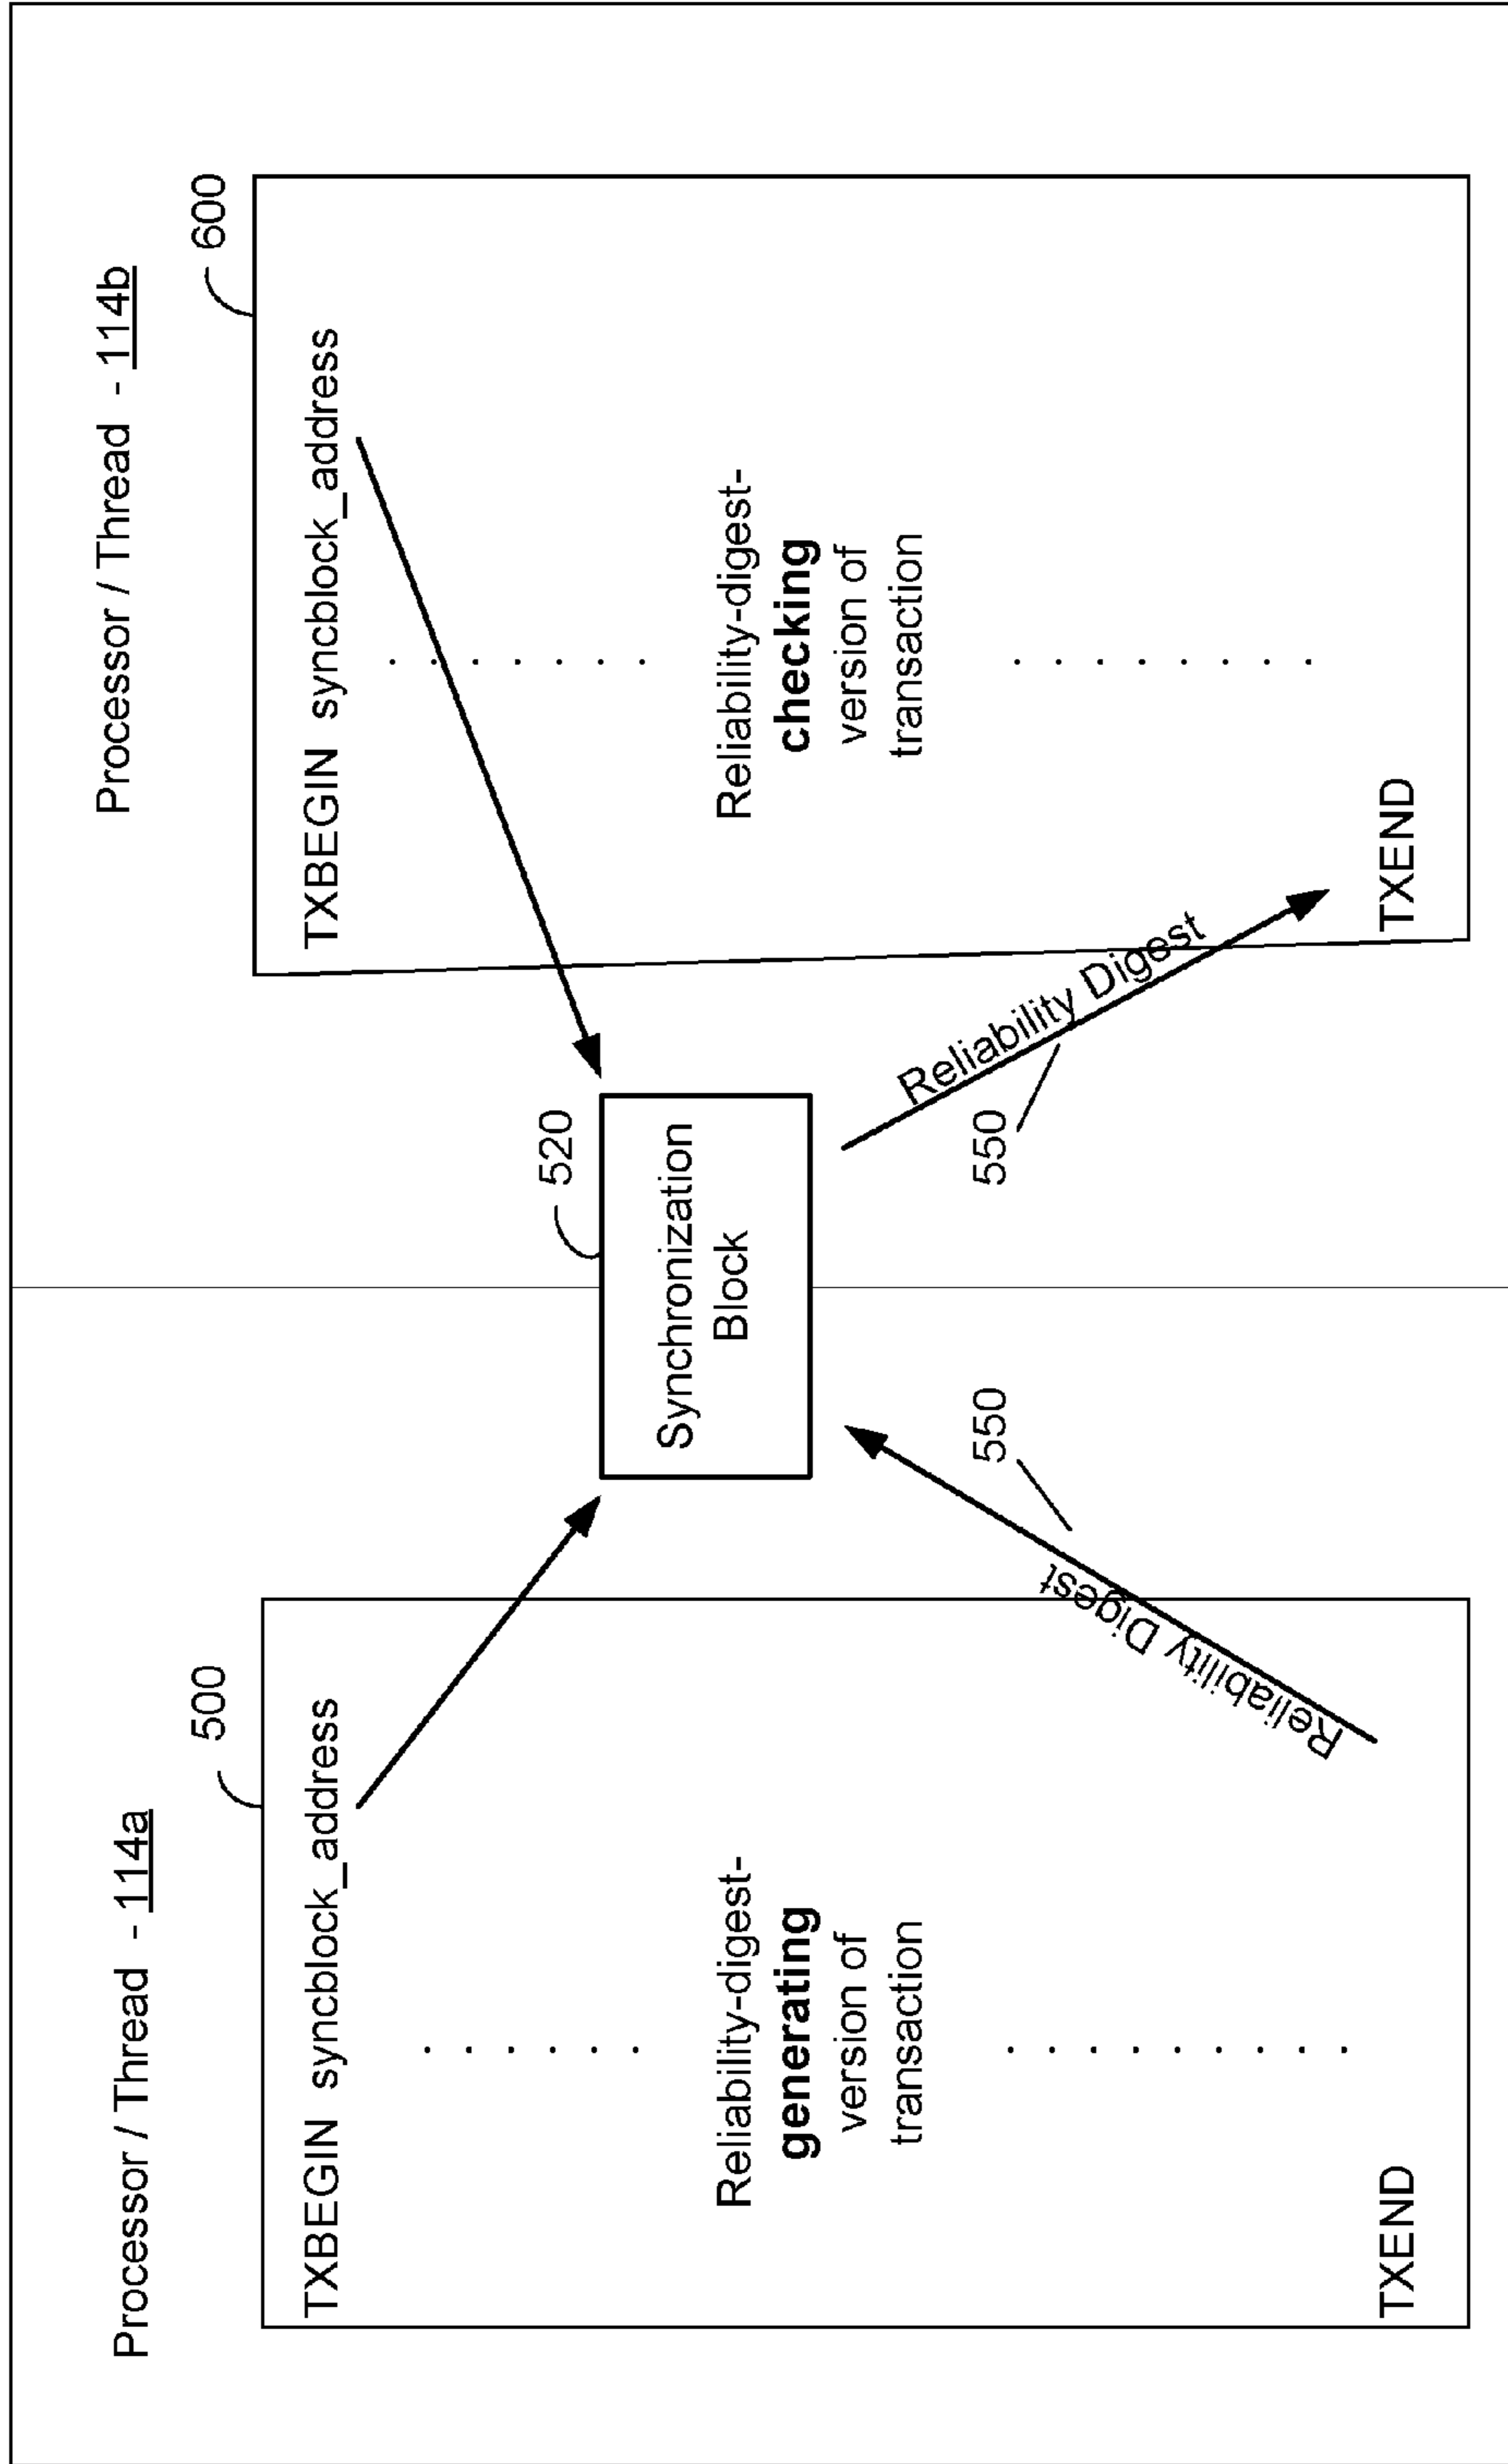 Processor / Thread - 114a
500
TXBEGIN syncblock_address
Reliability-digest-
generating
version of
transaction
TXEND
Reliability Digest
550
520
Synchronization
Block
Processor / Thread - 114b
600
TXBEGIN syncblock_address
Reliability-digest-
checking
version of
transaction
TXEND
Reliability Digest
550